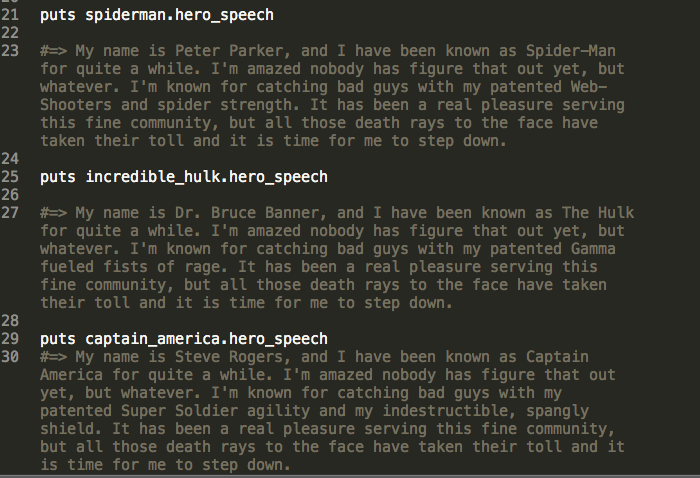 21 puts spiderman.hero_speech
22
23 #=> My name is Peter Parker, and I have been known as Spider-Man
for quite a while. I'm amazed nobody has figure that out yet, but
whatever. I'm known for catching bad guys with my patented Web-
Shooters and spider strength. It has been a real pleasure serving
this fine community, but all those death rays to the face have
taken their toll and it is time for me to step down.
24
25 puts incredible_hulk.hero_speech
26
27 #=> My name is Dr. Bruce Banner, and I have been known as The Hulk
for quite a while. I'm amazed nobody has figure that out yet, but
whatever. I'm known for catching bad guys with my patented Gamma
fueled fists of rage. It has been a real pleasure serving this
fine community, but all those death rays to the face have taken
their toll and it is time for me to step down.
28
29 puts captain_america.hero_speech
30 #=> My name is Steve Rogers, and I have been known as Captain
America for quite a while. I'm amazed nobody has figure that out
yet, but whatever. I'm known for catching bad guys with my
patented Super Soldier agility and my indestructible, spangly
shield. It has been a real pleasure serving this fine community,
but all those death rays to the face have taken their toll and it
is time for me to step down.